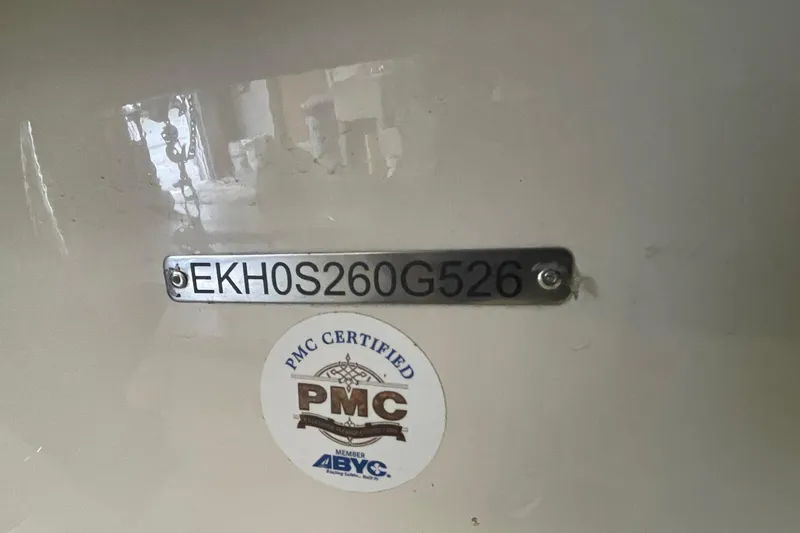 EKH0S260G526
PMC CERTIFIED
PMC
MEMBER
ABYC